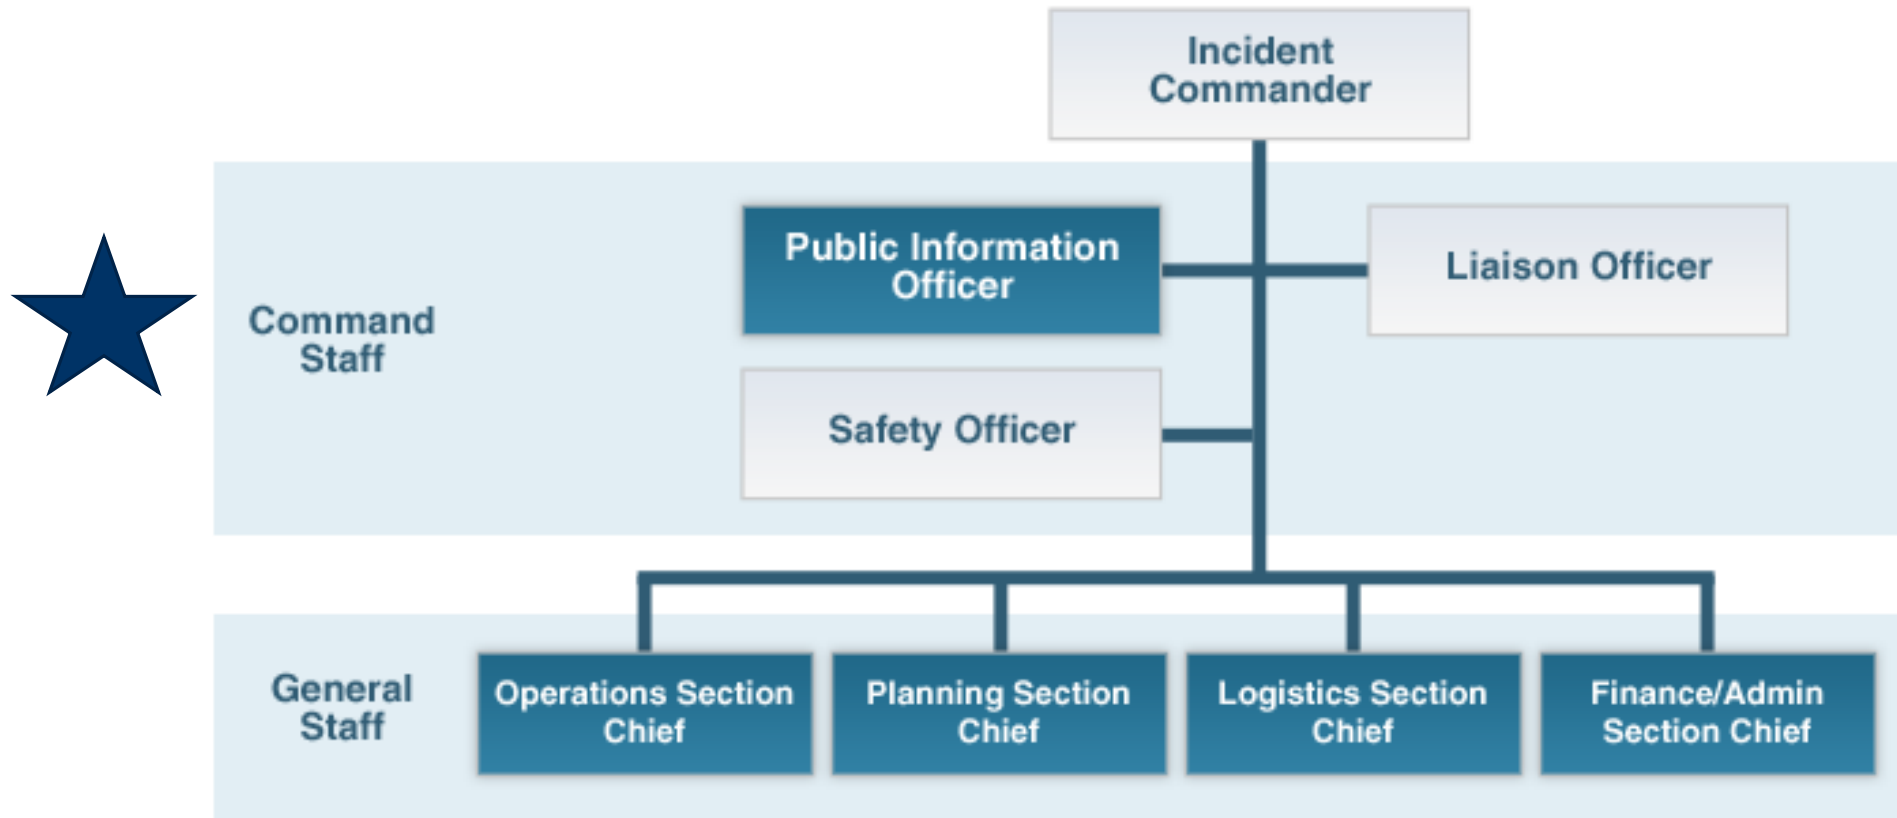 Incident
Commander
Public Information
Officer
Liaison Officer
Command
Staff
Safety Officer
General
Staff
Operations Section
Chief
Planning Section
Chief
Logistics Section
Chief
Finance/Admin
Section Chief